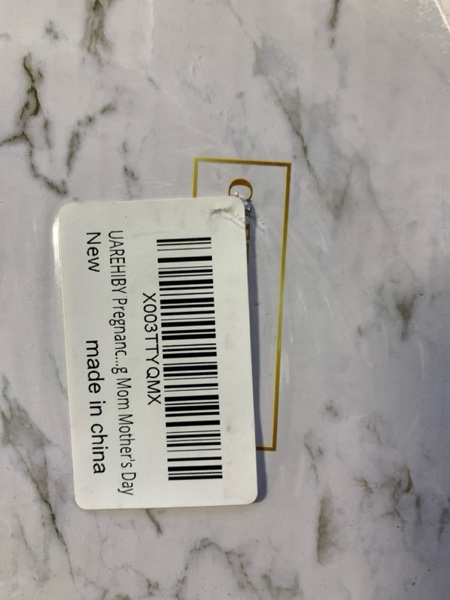 X003TTYQMX
UAREHIBY Pregnanc...g Mom Mother's Day
New
made in china